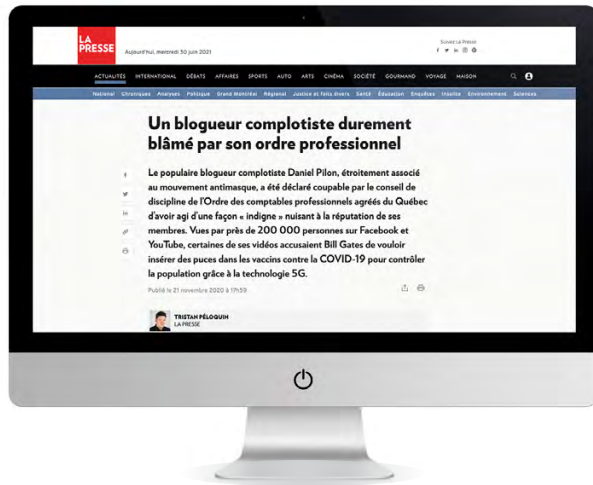 LA
PRESSE
Aujourd'hui, mercredi 30 juin 2021
Suivez La Presse
ACTUALITÉS INTERNATIONAL DÉBATS AFFAIRES SPORTS AUTO ARTS CINÉMA SOCIÉTÉ GOURMAND VOYAGE MAISON
National Chroniques Analyses Politique Grand Montréal Régional Justice et faits divers Santé Éducation Enquêtes Insolite Environnement Sciences
Un blogueur complotiste durement
blâmé par son ordre professionnel
Le populaire blogueur complotiste Daniel Pilon, étroitement associé
au mouvement antimasque, a été déclaré coupable par le conseil de
discipline de l'Ordre des comptables professionnels agréés du Québec
d'avoir agi d'une façon « indigne » nuisant à la réputation de ses
membres. Vues par près de 200 000 personnes sur Facebook et
YouTube, certaines de ses vidéos accusaient Bill Gates de vouloir
insérer des puces dans les vaccins contre la COVID-19 pour contrôler
la population grâce à la technologie 5G.
Publié le 21 novembre 2020 à 17h59
TRISTAN PÉLOQUIN
LA PRESSE